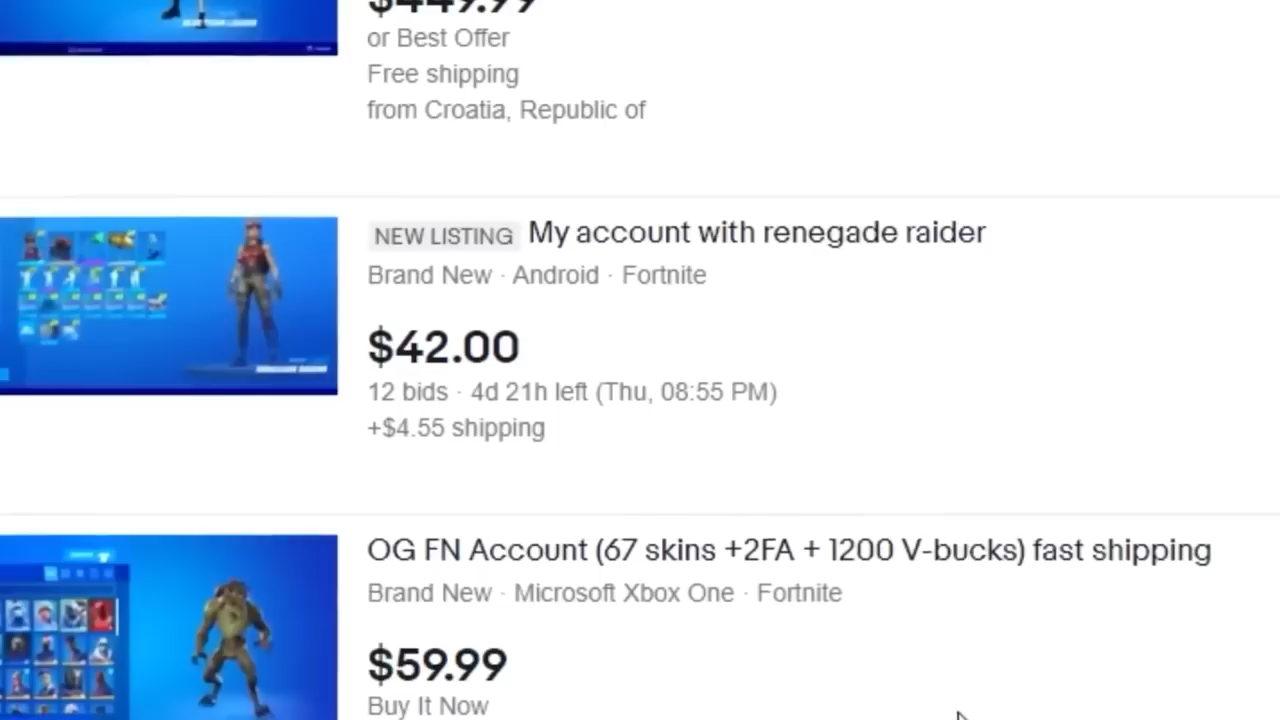 $449.99
or Best Offer
Free shipping
from Croatia, Republic of
NEW LISTING My account with renegade raider
Brand New · Android · Fortnite
$42.00
12 bids · 4d 21h left (Thu, 08:55 PM)
+$4.55 shipping
OG FN Account (67 skins +2FA + 1200 V-bucks) fast shipping
Brand New · Microsoft Xbox One · Fortnite
$59.99
Buy It Now